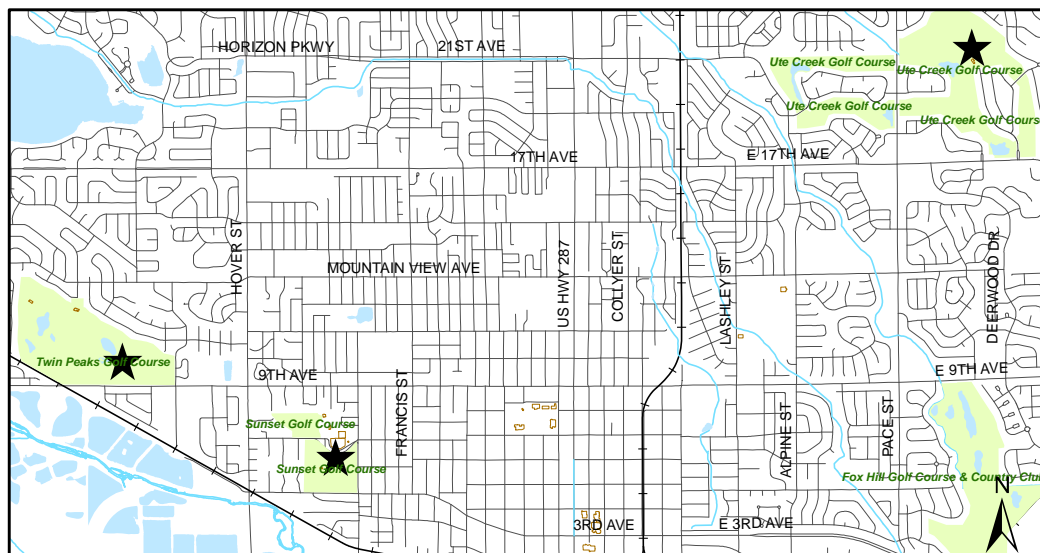 HORIZON PKWY
21ST AVE
Ute Creek Golf Course
Ute Creek Golf Course
Ute Creek Golf Course
Ute Creek Golf Course
17TH AVE
E 17TH AVE
HOVER ST
MOUNTAIN VIEW AVE
US HWY 287
COLLYER ST
LASHLEY ST
DEERWOOD DR
Twin Peaks Golf Course
9TH AVE
E 9TH AVE
FRANCIS ST
ALPINE ST
PACE ST
Sunset Golf Course
Sunset Golf Course
Fox Hill Golf Course & Country Clu
N
3RD AVE
E 3RD AVE